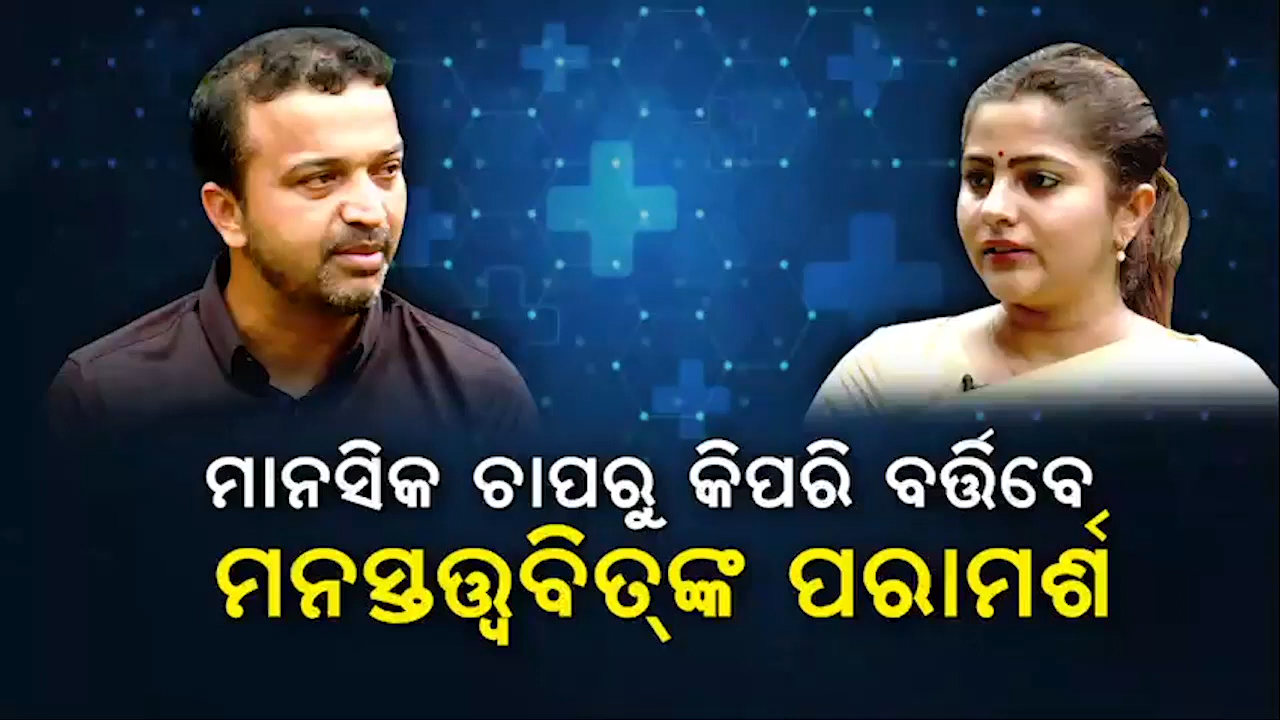 ମାନସିକ ଚାପରୁ କିପରି ବର୍ତ୍ତିବେ
ମନସ୍ତତ୍ତ୍ୱବିତ୍‌ଙ୍କ ପରାମର୍ଶ